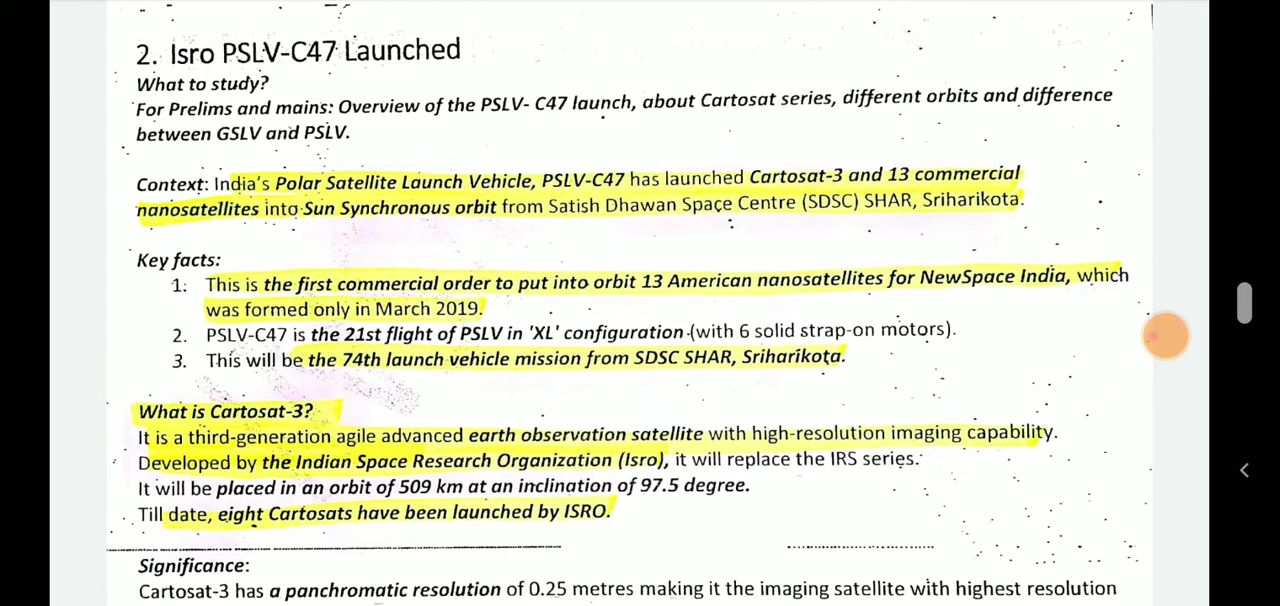 2. Isro PSLV-C47 Launched
What to study?
For Prelims and mains: Overview of the PSLV- C47 launch, about Cartosat series, different orbits and difference
between GSLV and PSLV.
Context: India's Polar Satellite Launch Vehicle, PSLV-C47 has launched Cartosat-3 and 13 commercial
nanosatellites into Sun Synchronous orbit from Satish Dhawan Space Centre (SDSC) SHAR, Sriharikota.
Key facts:
1. This is the first commercial order to put into orbit 13 American nanosatellites for NewSpace India, which
was formed only in March 2019.
2. PSLV-C47 is the 21st flight of PSLV in 'XL' configuration (with 6 solid strap-on motors).
3. This will be the 74th launch vehicle mission from SDSC SHAR, Sriharikota.
What is Cartosat-3?
It is a third-generation agile advanced earth observation satellite with high-resolution imaging capability.
Developed by the Indian Space Research Organization (Isro), it will replace the IRS series.
It will be placed in an orbit of 509 km at an inclination of 97.5 degree.
Till date, eight Cartosats have been launched by ISRO.
Significance:
Cartosat-3 has a panchromatic resolution of 0.25 metres making it the imaging satellite with highest resolution